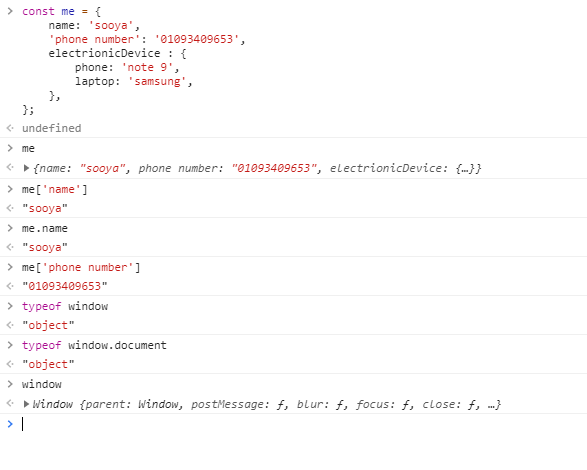 > const me = {
name: 'sooya',
'phone number': '01093409653',
electrionicDevice : {
phone: 'note 9',
laptop: 'samsung',
},
};
<· undefined
> me
<· ▶{name: "sooya", phone number: "01093409653", electrionicDevice: {…}}
> me['name']
<· "sooya"
> me.name
<· "sooya"
> me['phone number']
<· "01093409653"
> typeof window
<· "object"
> typeof window.document
<· "object"
> window
<· ▶Window {parent: Window, postMessage: ƒ, blur: ƒ, focus: ƒ, close: ƒ, …}
>